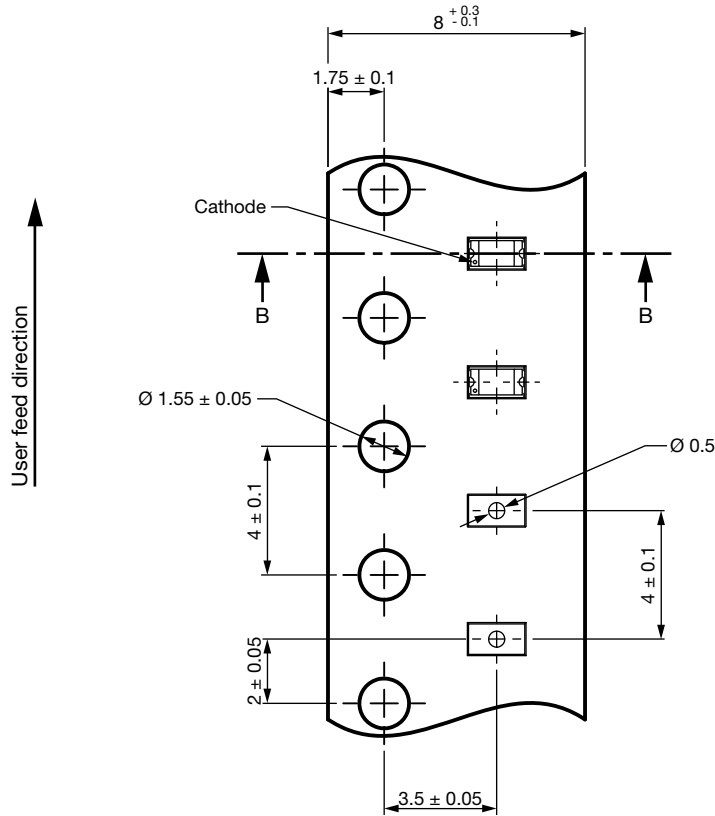 8 + 0.3 - 0.1
1.75 ± 0.1
Cathode
B
B
User feed direction
Ø 1.55 ± 0.05
Ø 0.5
4 ± 0.1
4 ± 0.1
2 ± 0.05
3.5 ± 0.05